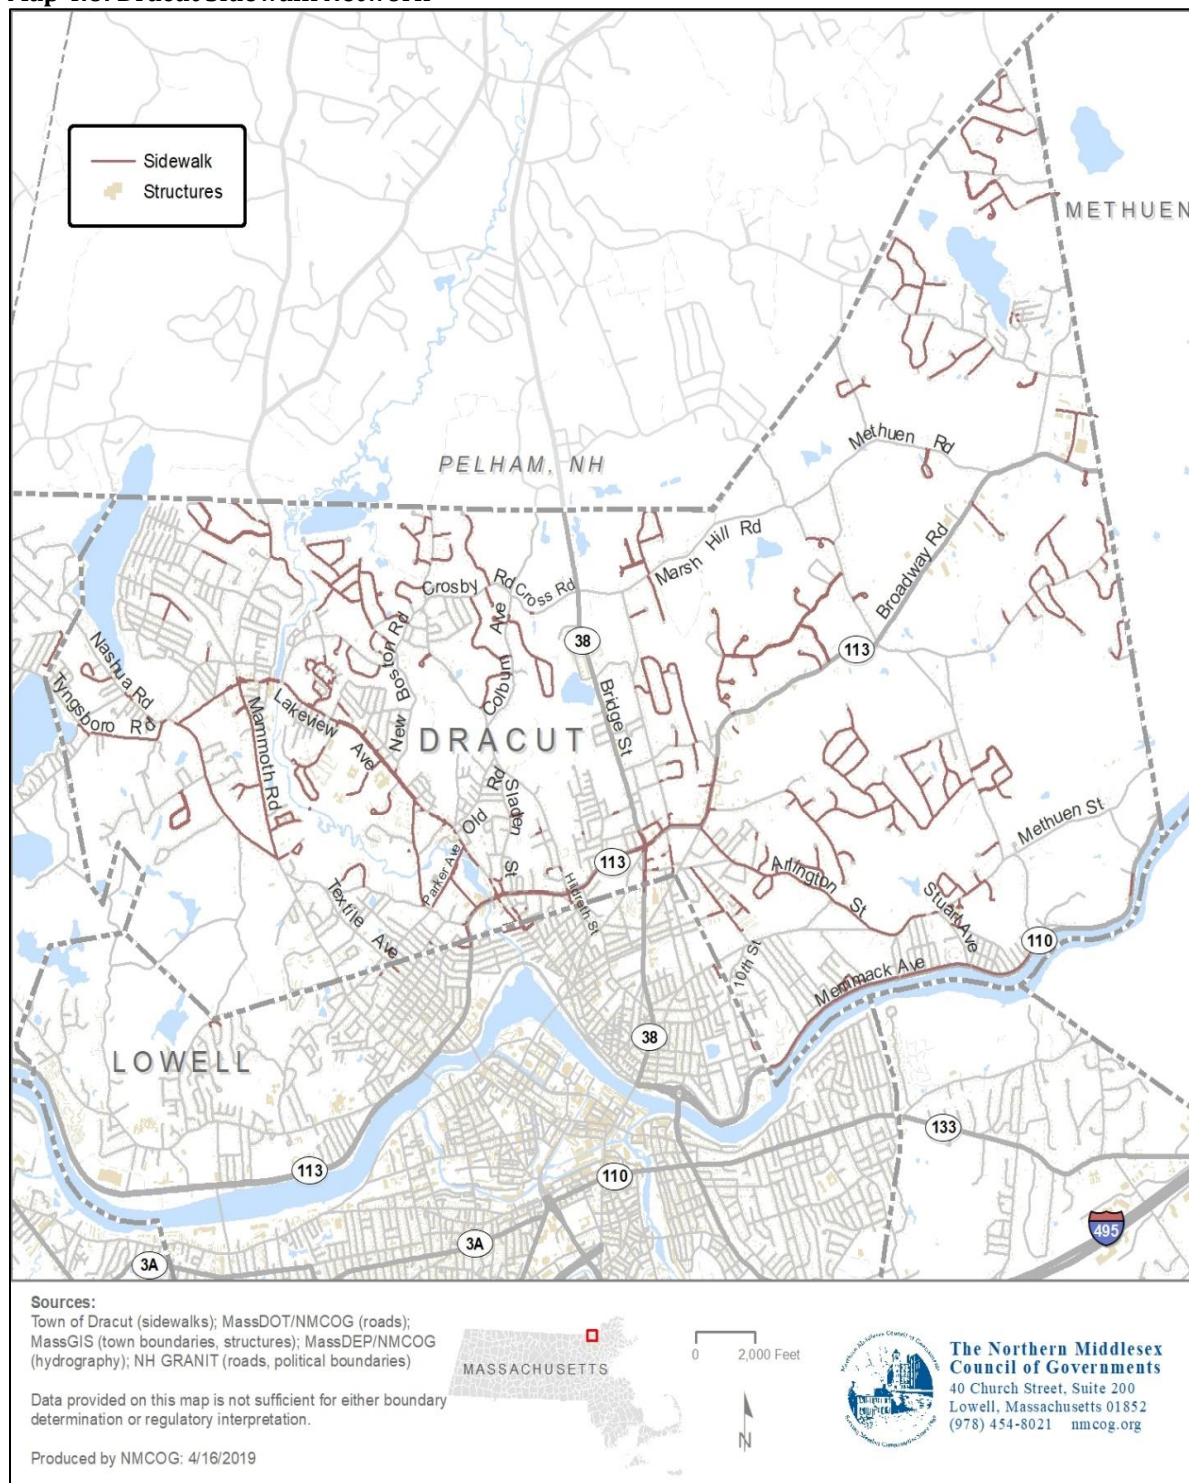 Sidewalk
Structures
METHUEN
PELHAM, NH
Methuen Rd
Marsh Hill Rd
Broadway Rd
Crosby Rd
Cross Rd
38
113
Nashua Rd
Tyngsboro Rd
New Boston Rd
Colburn Ave
Bridge St
Mammoth Rd
Lakeview Ave
DRACUT
Old Rd
Sladen St
Parker Ave
113
Hildreth St
Methuen St
Arlington St
Stuart Ave
Textile Ave
110
10th St
Merrimack Ave
LOWELL
38
133
113
110
3A
3A
495
Sources:
Town of Dracut (sidewalks); MassDOT/NMCOG (roads);
MassGIS (town boundaries, structures); MassDEP/NMCOG
(hydrography); NH GRANIT (roads, political boundaries)
Data provided on this map is not sufficient for either boundary
determination or regulatory interpretation.
Produced by NMCOG: 4/16/2019
MASSACHUSETTS
0 2,000 Feet
N
The Northern Middlesex
Council of Governments
40 Church Street, Suite 200
Lowell, Massachusetts 01852
(978) 454-8021 nmcog.org